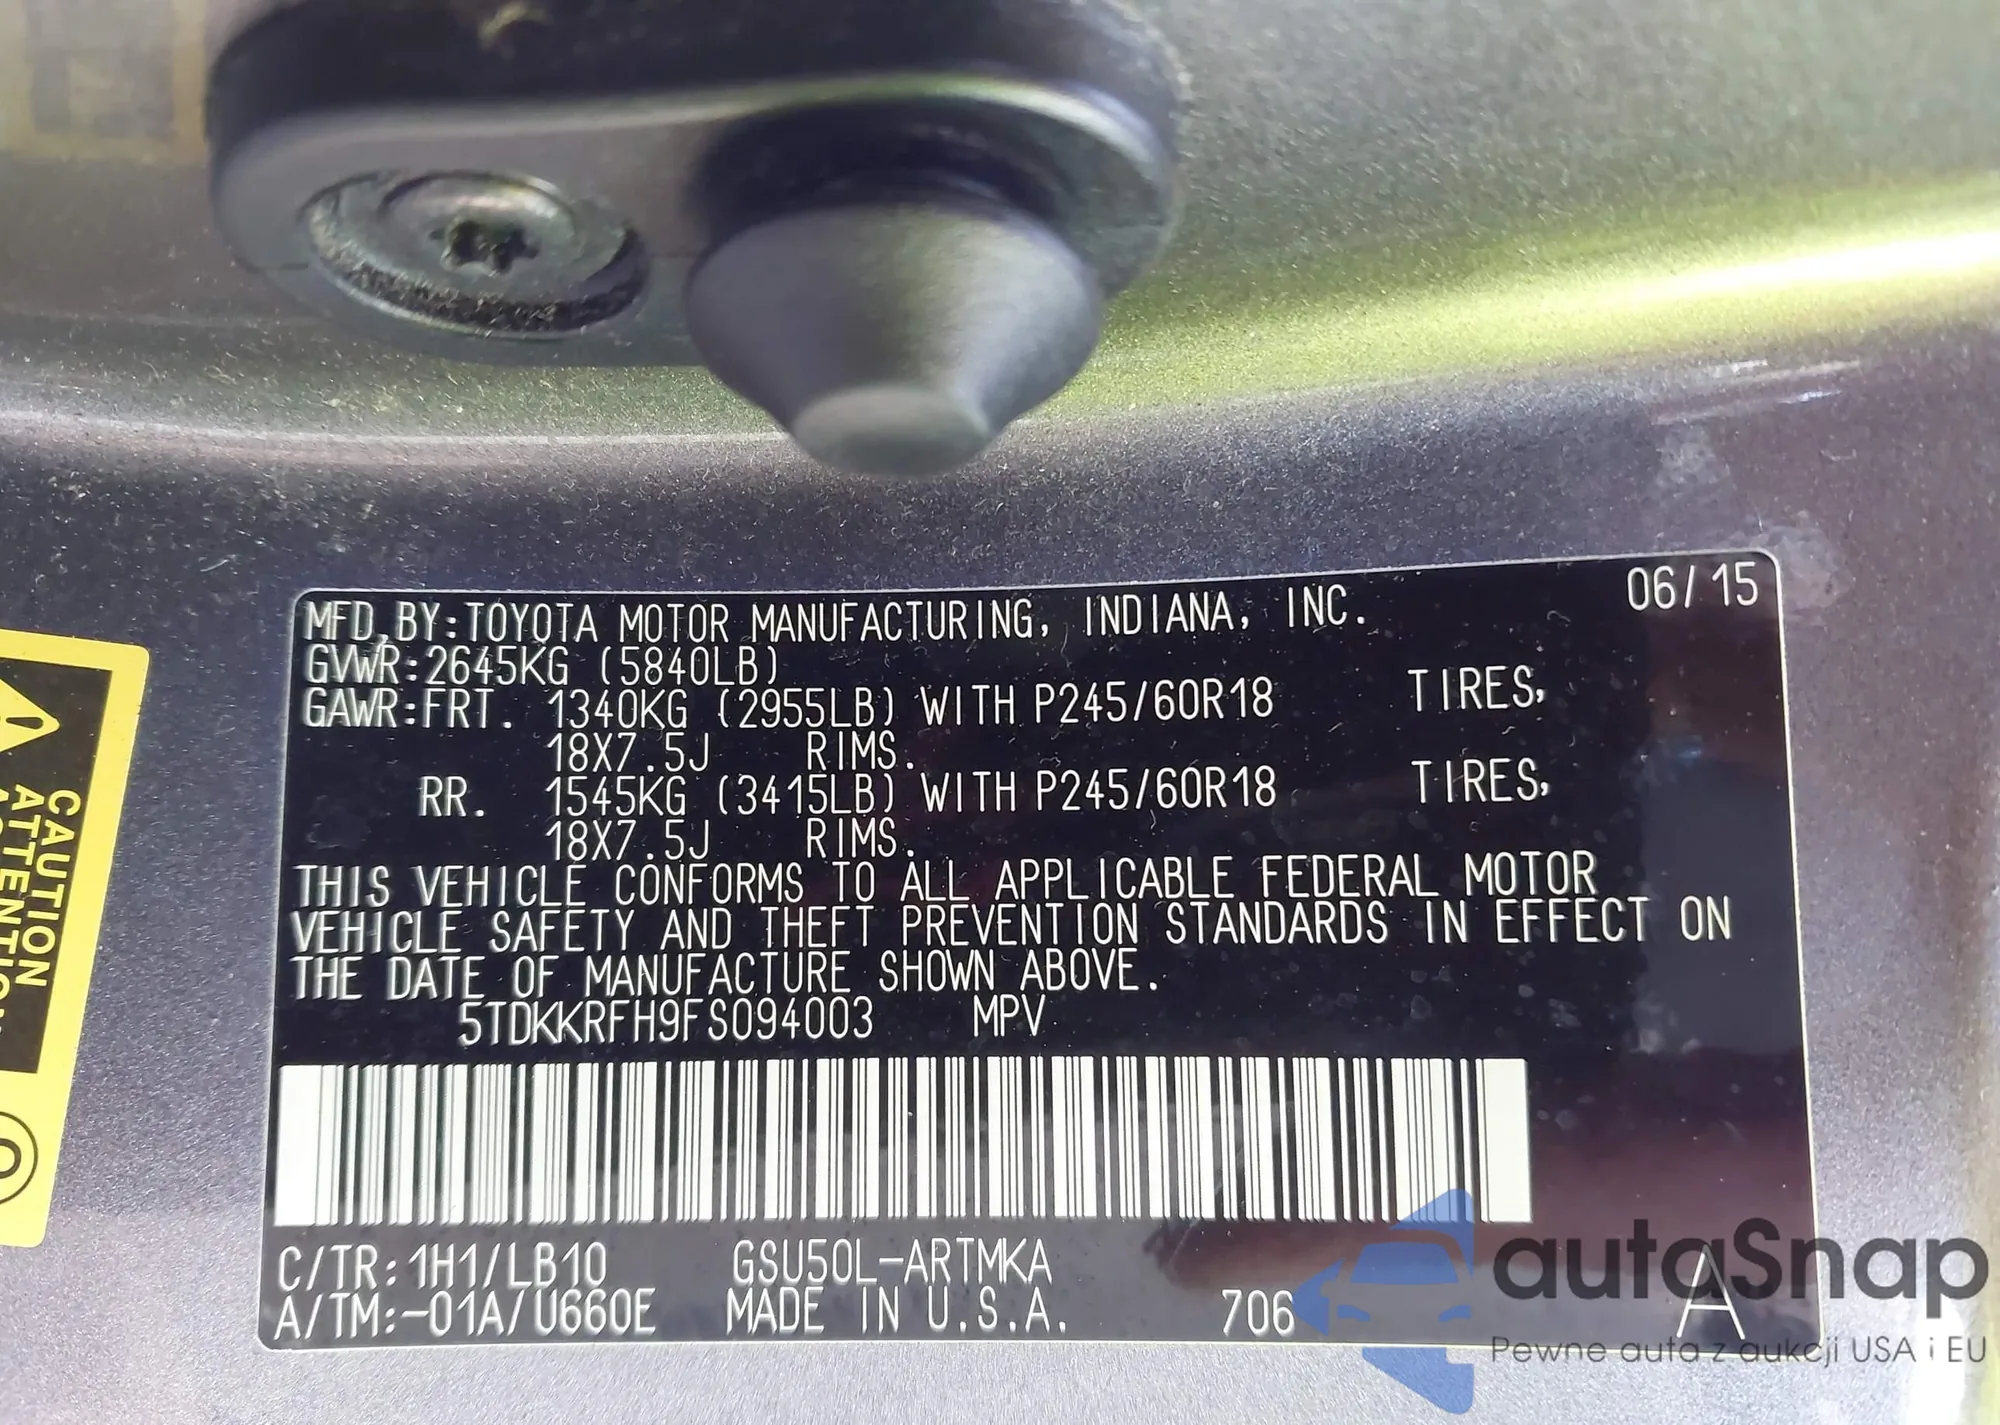 06/15
MFD.BY:TOYOTA MOTOR MANUFACTURING, INDIANA, INC.
GVWR:2645KG (5840LB)
GAWR:FRT. 1340KG (2955LB) WITH P245/60R18 TIRES,
18X7.5J RIMS.
RR. 1545KG (3415LB) WITH P245/60R18 TIRES,
18X7.5J RIMS.
THIS VEHICLE CONFORMS TO ALL APPLICABLE FEDERAL MOTOR
VEHICLE SAFETY AND THEFT PREVENTION STANDARDS IN EFFECT ON
THE DATE OF MANUFACTURE SHOWN ABOVE.
5TDKKRFH9FS094003 MPV
C/TR:1H1/LB10 GSU50L-ARTMKA
A/TM:-01A/U660E MADE IN U.S.A. 706 A
CAUTION
ATTENTION
autaSnap
Pewne auta z aukcji USA i EU